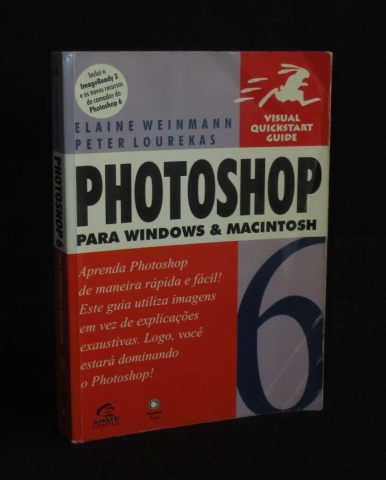 Inclui o
ImageReady 3
e os novos recursos
de camadas do
Photoshop 6
VISUAL
QUICKSTART
GUIDE
ELAINE WEINMANN
PETER LOUREKAS
PHOTOSHOP
PARA WINDOWS & MACINTOSH
6
Aprenda Photoshop
de maneira rápida e fácil!
Este guia utiliza imagens
em vez de explicações
exaustivas. Logo, você
estará dominando
o Photoshop!
PHOTOSHOP 6